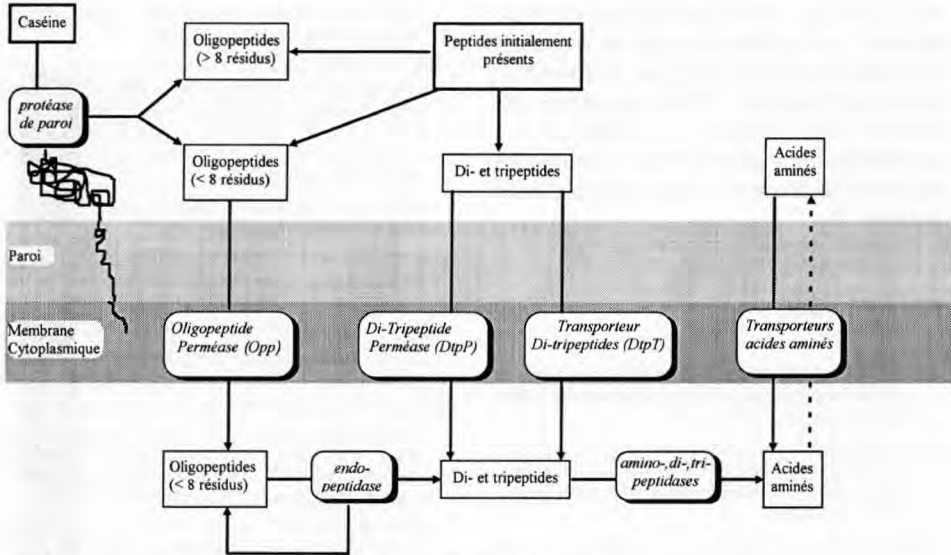 Caséine
Oligopeptides
(> 8 résidus)
Peptides initialement
présents
protéase
de paroi
Oligopeptides
(< 8 résidus)
Di- et tripeptides
Acides
aminés
Paroi
Membrane
Cytoplasmique
Oligopeptide
Perméase (Opp)
Di-Tripeptide
Perméase (DtpP)
Transporteur
Di-tripeptides (DtpT)
Transporteurs
acides aminés
Oligopeptides
(< 8 résidus)
endo-
peptidase
Di- et tripeptides
amino-,di-,tri-
peptidases
Acides
aminés